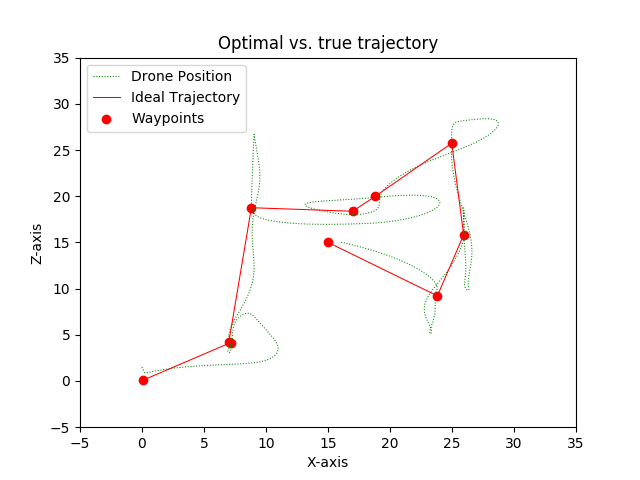 Optimal vs. true trajectory
Drone Position
Ideal Trajectory
Waypoints
35
30
25
20
15
10
5
0
−5
Z-axis
−5 0 5 10 15 20 25 30 35
X-axis